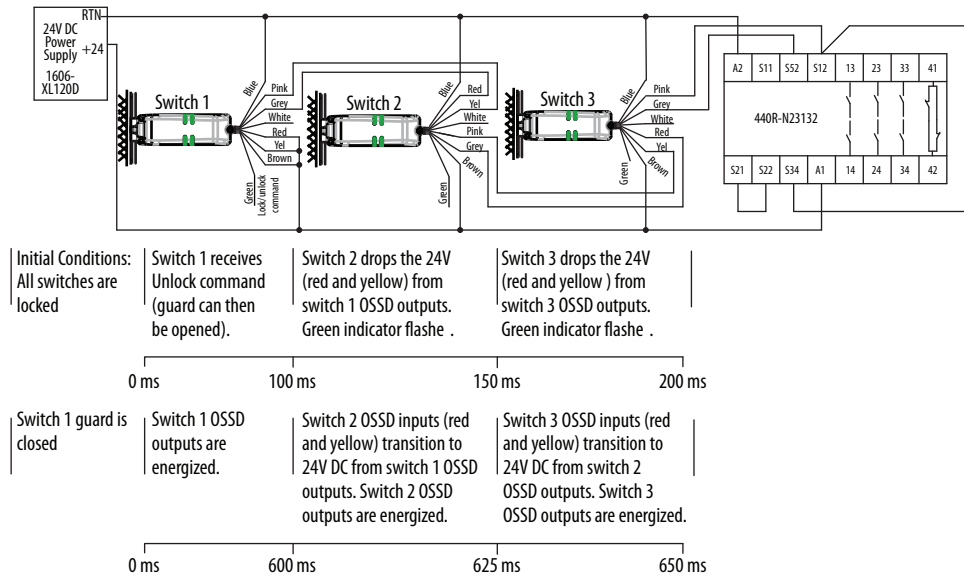 RTN
24V DC
Power
Supply
+24
1606-
XL120D
Switch 1
Blue
Pink
Grey
White
Red
Yel
Brown
Green
Lock/unlock
command
Switch 2
Blue
Red
Yel
White
Pink
Grey
Brown
Green
Switch 3
Blue
Pink
Grey
White
Red
Yel
Brown
Green
A2 S11 S52 S12 13 23 33 41
440R-N23132
S21 S22 S34 A1 14 24 34 42
Initial Conditions:
All switches are
locked
Switch 1 receives
Unlock command
(guard can then
be opened).
Switch 2 drops the 24V
(red and yellow) from
switch 1 OSSD outputs.
Green indicator flashe .
Switch 3 drops the 24V
(red and yellow ) from
switch 3 OSSD outputs.
Green indicator flashe .
0 ms 100 ms 150 ms 200 ms
Switch 1 guard is
closed
Switch 1 OSSD
outputs are
energized.
Switch 2 OSSD inputs (red
and yellow) transition to
24V DC from switch 1 OSSD
outputs. Switch 2 OSSD
outputs are energized.
Switch 3 OSSD inputs (red
and yellow) transition to
24V DC from switch 2
OSSD outputs. Switch 3
OSSD outputs are energized.
0 ms 600 ms 625 ms 650 ms